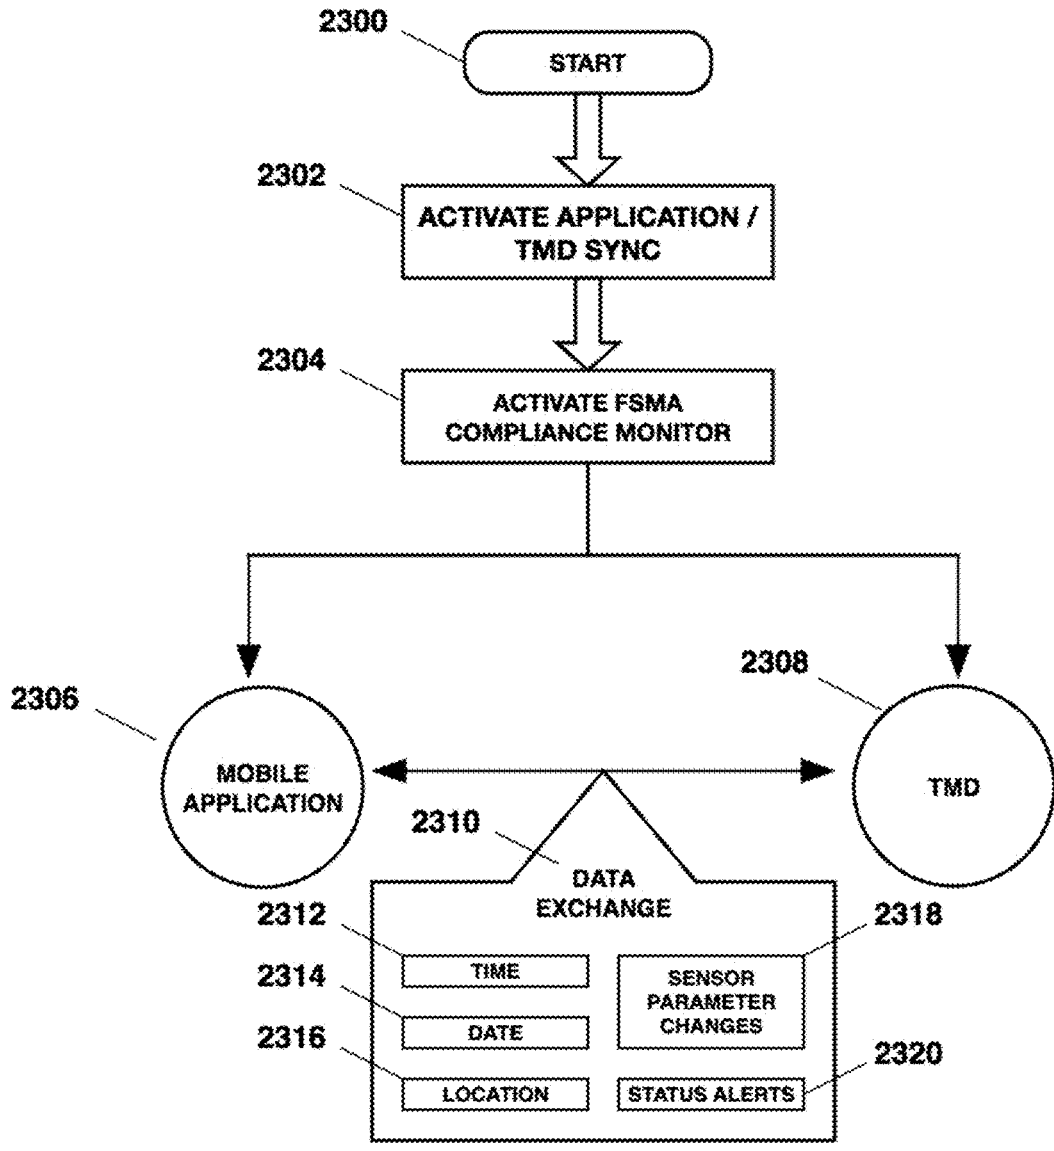 2300
START
2302
ACTIVATE APPLICATION /
TMD SYNC
2304
ACTIVATE FSMA
COMPLIANCE MONITOR
2306
MOBILE
APPLICATION
2308
TMD
2310
DATA
EXCHANGE
2312
TIME
2314
DATE
2316
LOCATION
2318
SENSOR
PARAMETER
CHANGES
2320
STATUS ALERTS